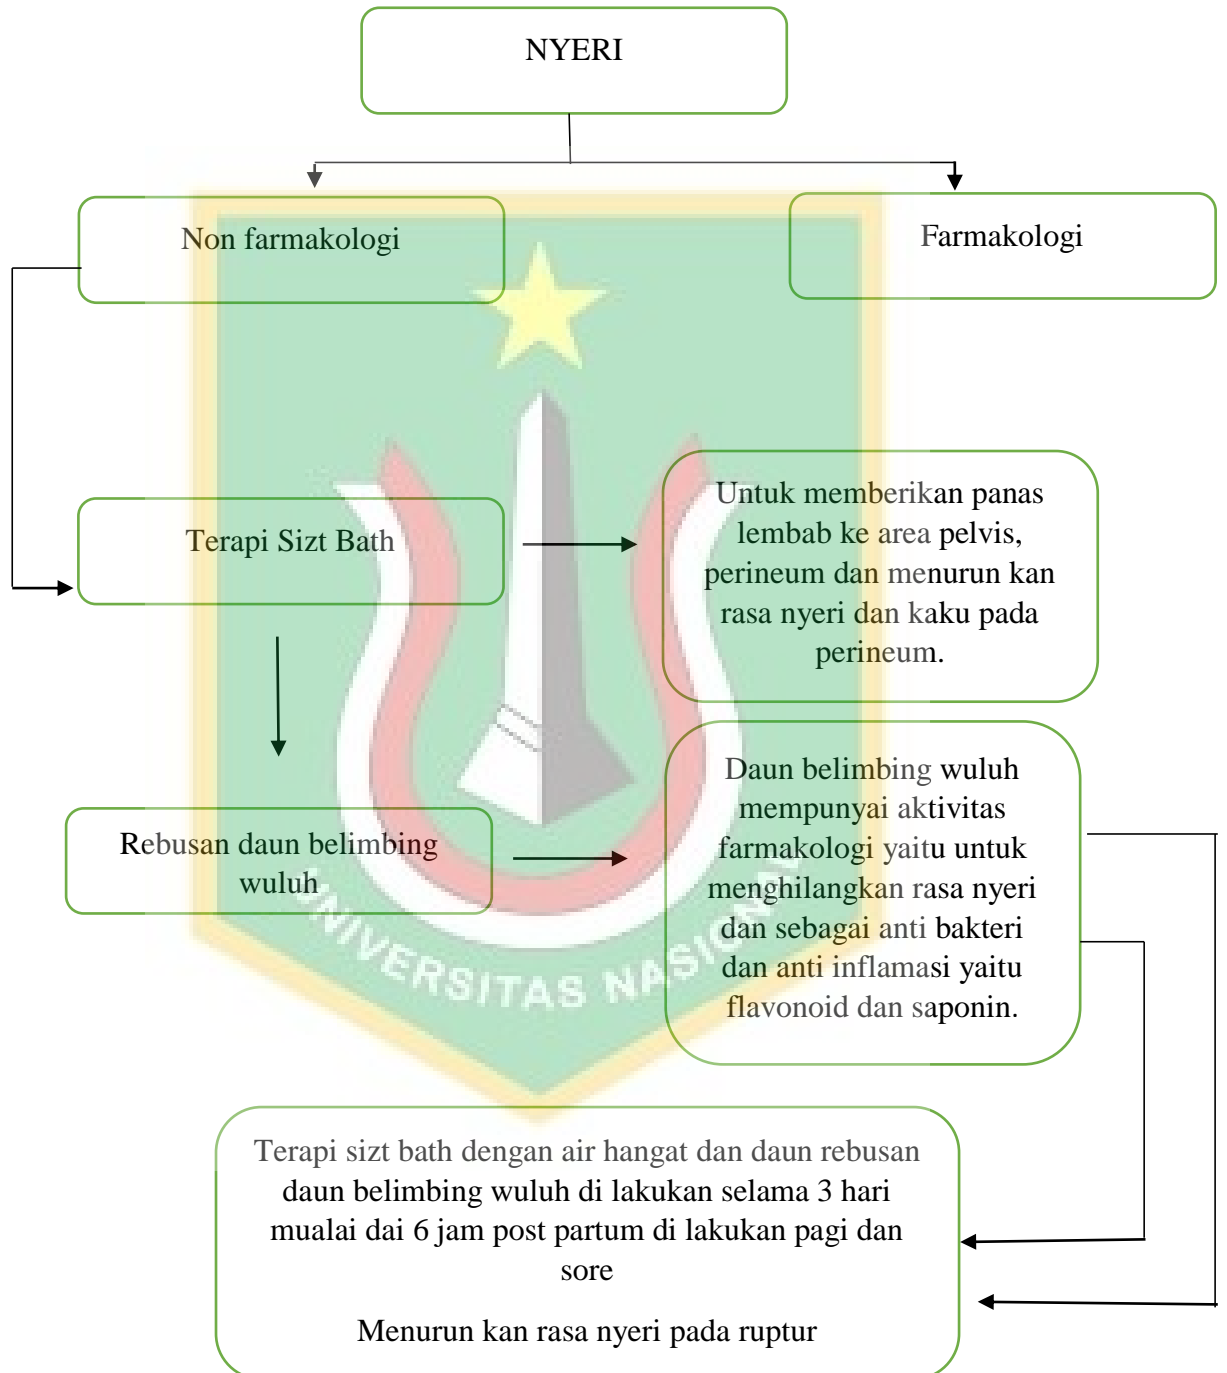 NYERI
Non farmakologi
Farmakologi
Terapi Sizt Bath
Untuk memberikan panas
lembab ke area pelvis,
perineum dan menurun kan
rasa nyeri dan kaku pada
perineum.
Rebusan daun belimbing
wuluh
Daun belimbing wuluh
mempunyai aktivitas
farmakologi yaitu untuk
menghilangkan rasa nyeri
dan sebagai anti bakteri
dan anti inflamasi yaitu
flavonoid dan saponin.
UNIVERSITAS NASIONAL
Terapi sizt bath dengan air hangat dan daun rebusan
daun belimbing wuluh di lakukan selama 3 hari
mualai dai 6 jam post partum di lakukan pagi dan
sore
Menurun kan rasa nyeri pada ruptur